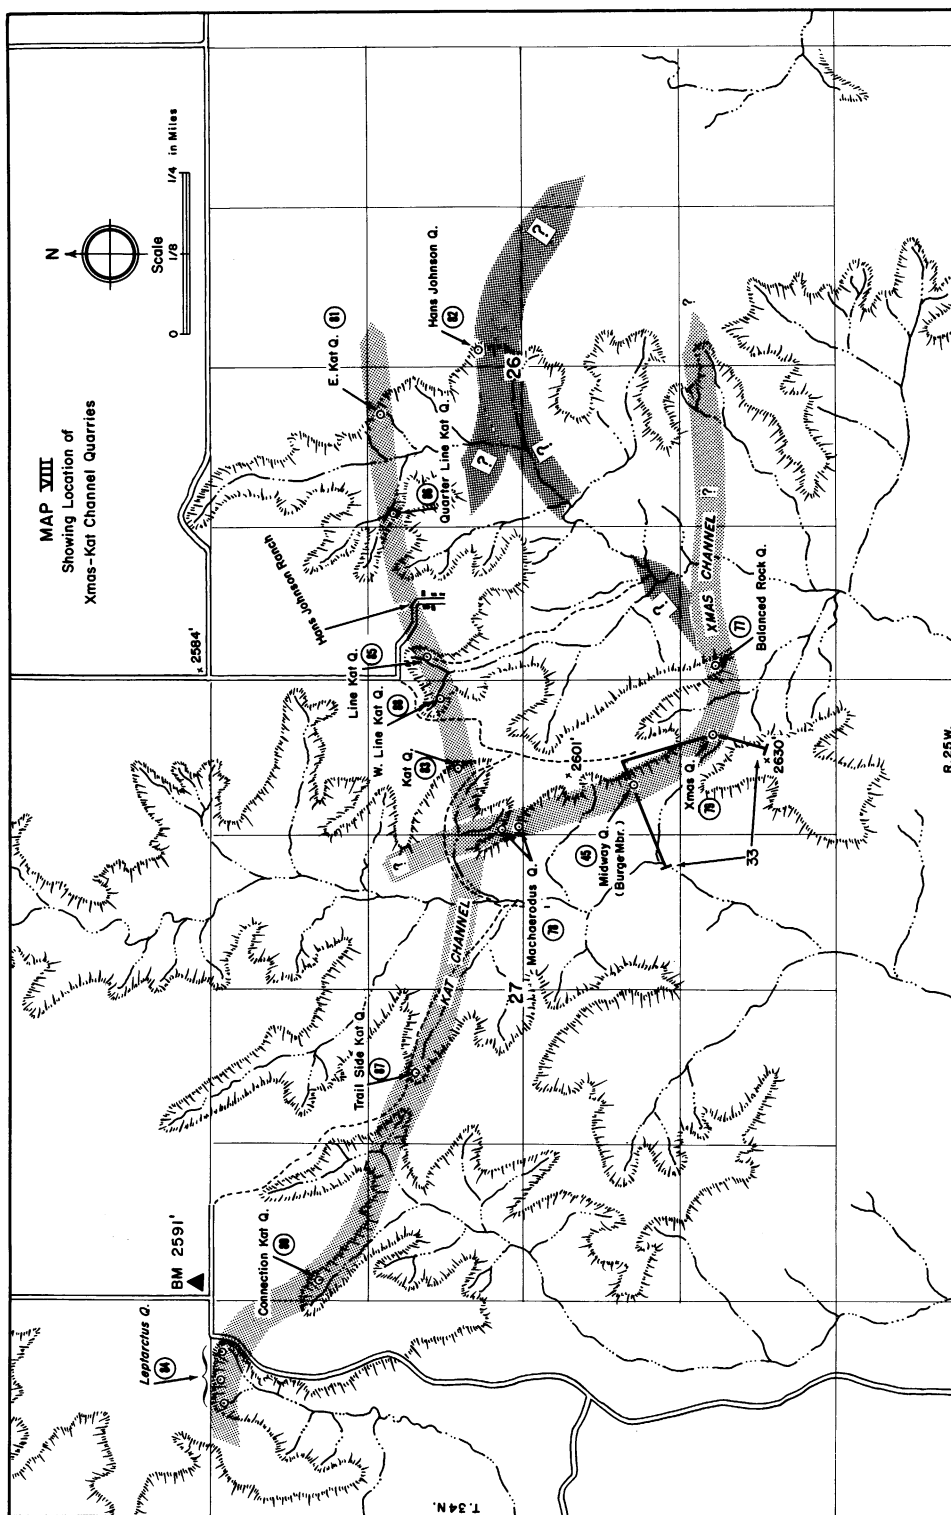 MAP VIII
Showing Location of
Xmas-Kat Channel Quarries
N
Scale
0 1/8 1/4 in Miles
BM 2591'
× 2584'
Leptarctus Q.
84
Connection Kat Q.
Trail Side Kat Q.
87
KAT - CHANNEL
?
Kat Q.
83
W. Line Kat Q.
88
Line Kat Q.
85
Hans Johnson Ranch
Quarter Line Kat Q.
86
E. Kat Q. 81
Hans Johnson Q.
82
26
?
?
?
?
27
Machaerodus Q.
78
Midway Q.
(Burge Mbr.)
45
× 2601'
Xmas Q.
× 2630'
33
Balanced Rock Q.
77
XMAS CHANNEL ?
?
T. 34 N.
R. 25 W.